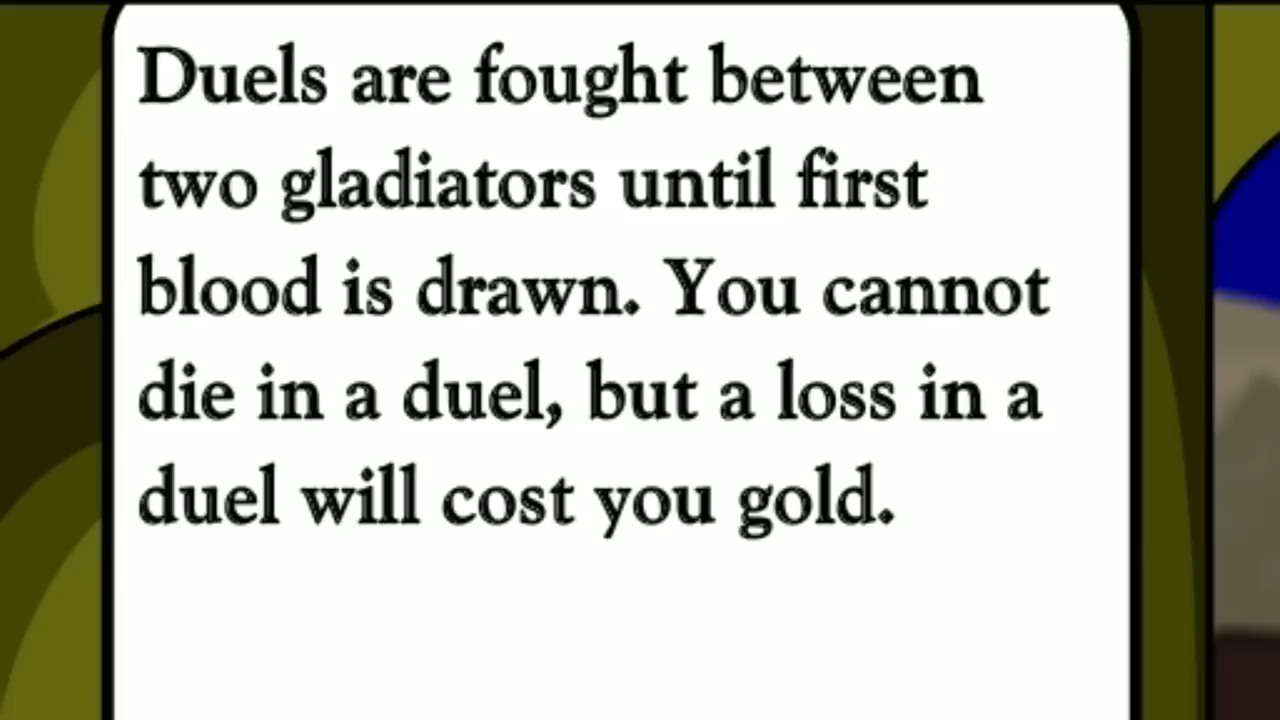 Duels are fought between
two gladiators until first
blood is drawn. You cannot
die in a duel, but a loss in a
duel will cost you gold.